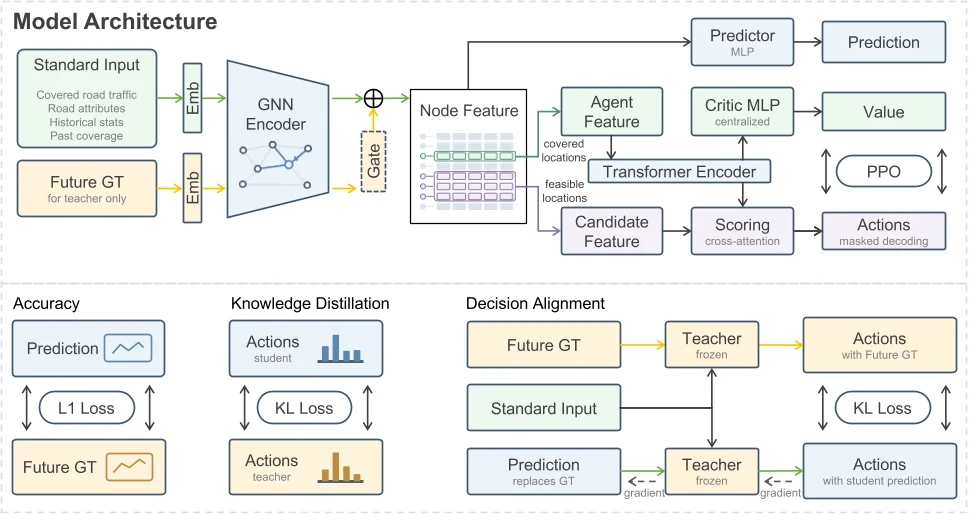 Model Architecture
Standard Input
Covered road traffic
Road attributes
Historical stats
Past coverage
Emb
Future GT
for teacher only
Emb
GNN
Encoder
Gate
Node Feature
covered
locations
feasible
locations
Agent
Feature
Transformer Encoder
Candidate
Feature
Predictor
MLP
Prediction
Critic MLP
centralized
Value
PPO
Scoring
cross-attention
Actions
masked decoding
Accuracy
Prediction
L1 Loss
Future GT
Knowledge Distillation
Actions
student
KL Loss
Actions
teacher
Decision Alignment
Future GT
Teacher
frozen
Actions
with Future GT
Standard Input
KL Loss
Prediction
replaces GT
gradient
Teacher
frozen
gradient
Actions
with student prediction